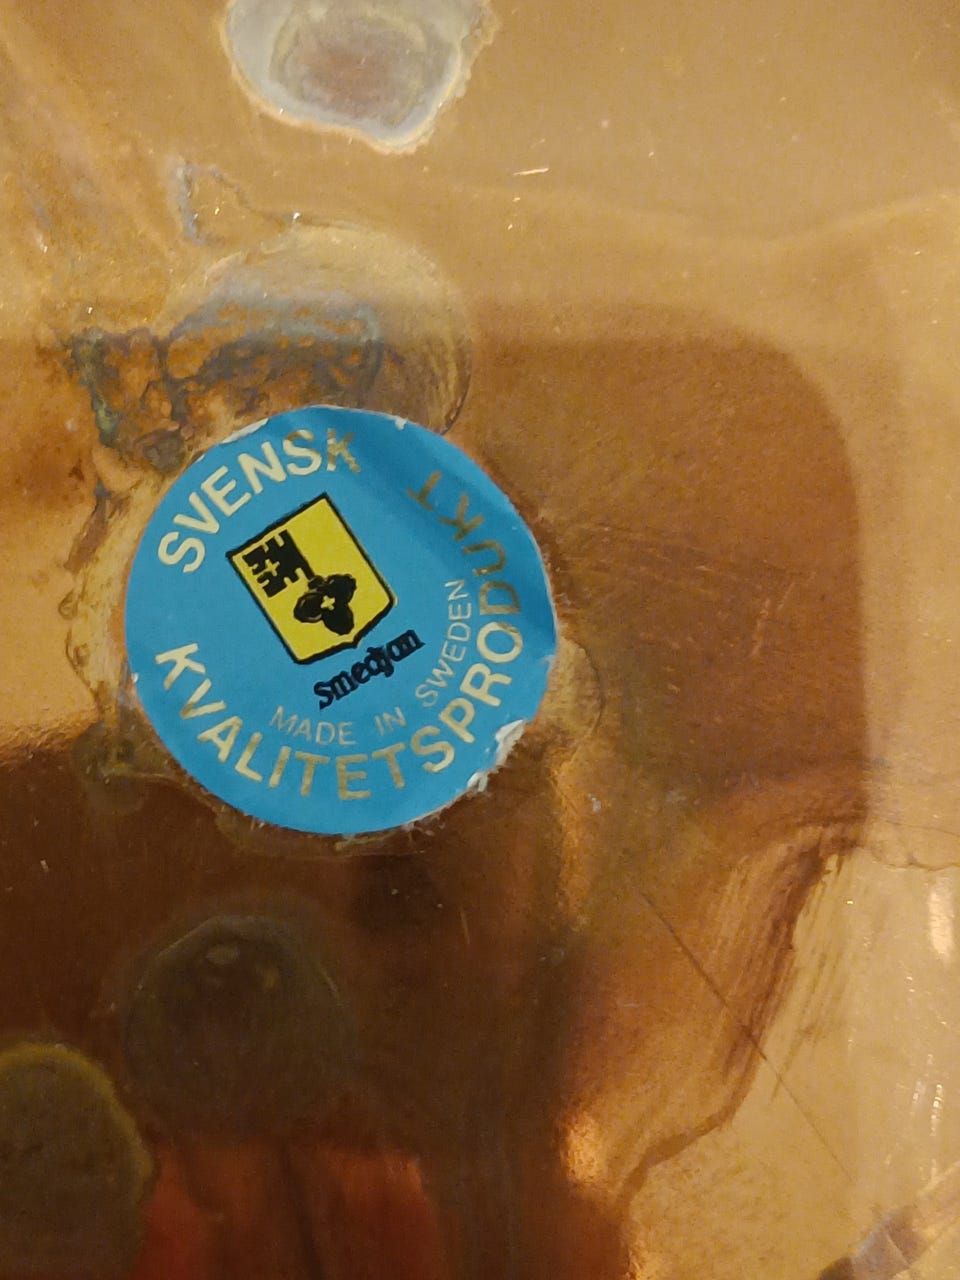 SVENSK
Smedjan
MADE IN SWEDEN
KVALITETSPRODUKT